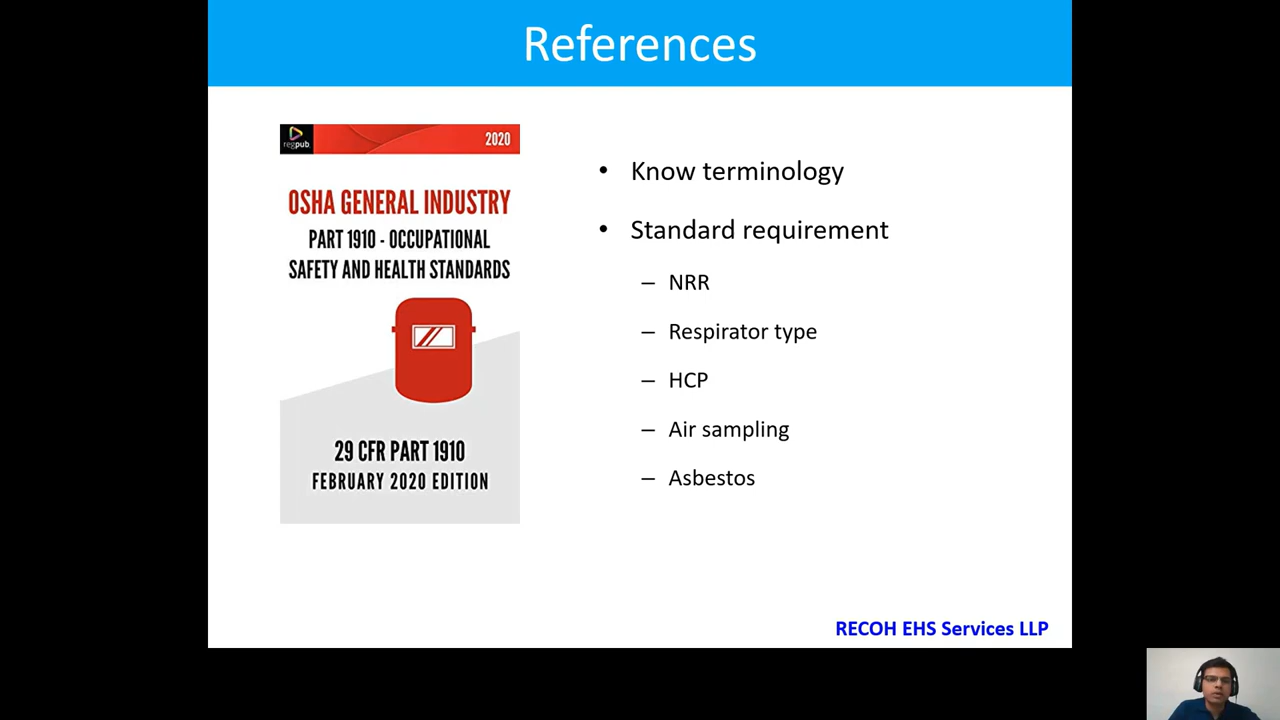 References
regpub
2020
OSHA GENERAL INDUSTRY
PART 1910 - OCCUPATIONAL
SAFETY AND HEALTH STANDARDS
29 CFR PART 1910
FEBRUARY 2020 EDITION
• Know terminology
• Standard requirement
– NRR
– Respirator type
– HCP
– Air sampling
– Asbestos
RECOH EHS Services LLP